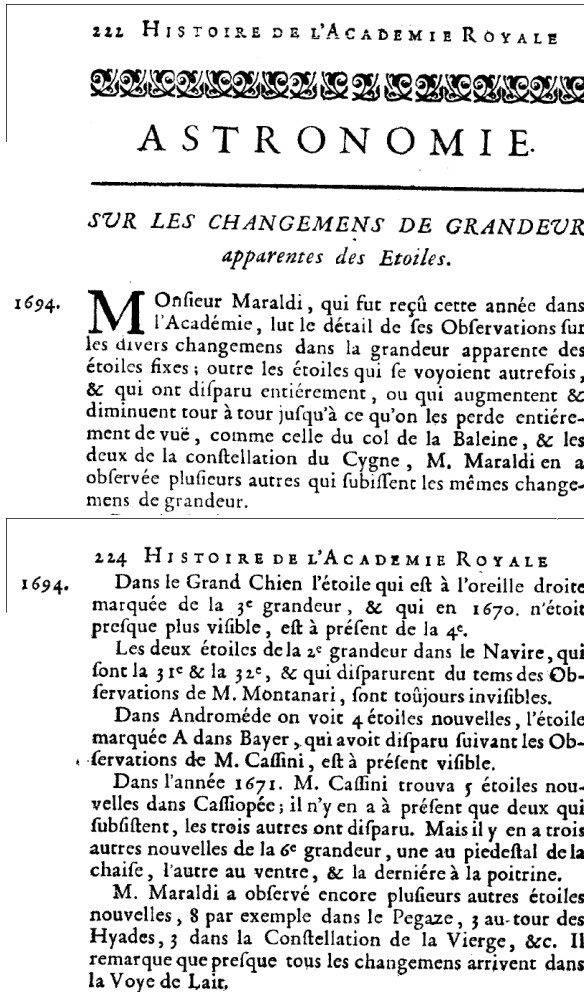 222 HISTOIRE DE L'ACADEMIE ROYALE
ASTRONOMIE.
SUR LES CHANGEMENS DE GRANDEUR
apparentes des Etoiles.
1694. MOnſieur Maraldi, qui fut reçû cette année dans
l'Académie, lut le détail de ſes Obſervations ſur
les divers changemens dans la grandeur apparente des
étoiles fixes; outre les étoiles qui ſe voyoient autrefois,
& qui ont diſparu entiérement, ou qui augmentent &
diminuent tour à tour juſqu'à ce qu'on les perde entiére-
ment de vuë, comme celle du col de la Baleine, & les
deux de la conſtellation du Cygne, M. Maraldi en a
obſervée pluſieurs autres qui ſubiſſent les mêmes change-
mens de grandeur.
224 HISTOIRE DE L'ACADEMIE ROYALE
1694. Dans le Grand Chien l'étoile qui eſt à l'oreille droite
marquée de la 3e grandeur, & qui en 1670. n'étoit
preſque plus viſible, eſt à préſent de la 4e.
Les deux étoiles de la 2e grandeur dans le Navire, qui
ſont la 31e & la 32e, & qui diſparurent du tems des Ob-
ſervations de M. Montanari, ſont toûjours inviſibles.
Dans Androméde on voit 4 étoiles nouvelles, l'étoile
marquée A dans Bayer, qui avoit diſparu ſuivant les Ob-
ſervations de M. Caſſini, eſt à préſent viſible.
Dans l'année 1671. M. Caſſini trouva 5 étoiles nou-
velles dans Caſſiopée; il n'y en a à préſent que deux qui
ſubſiſtent, les trois autres ont diſparu. Mais il y en a trois
autres nouvelles de la 6e grandeur, une au piedeſtal de la
chaiſe, l'autre au ventre, & la derniére à la poitrine.
M. Maraldi a obſervé encore pluſieurs autres étoiles
nouvelles, 8 par exemple dans le Pegaze, 3 au-tour des
Hyades, 3 dans la Conſtellation de la Vierge, &c. Il
remarque que preſque tous les changemens arrivent dans
la Voye de Lait.